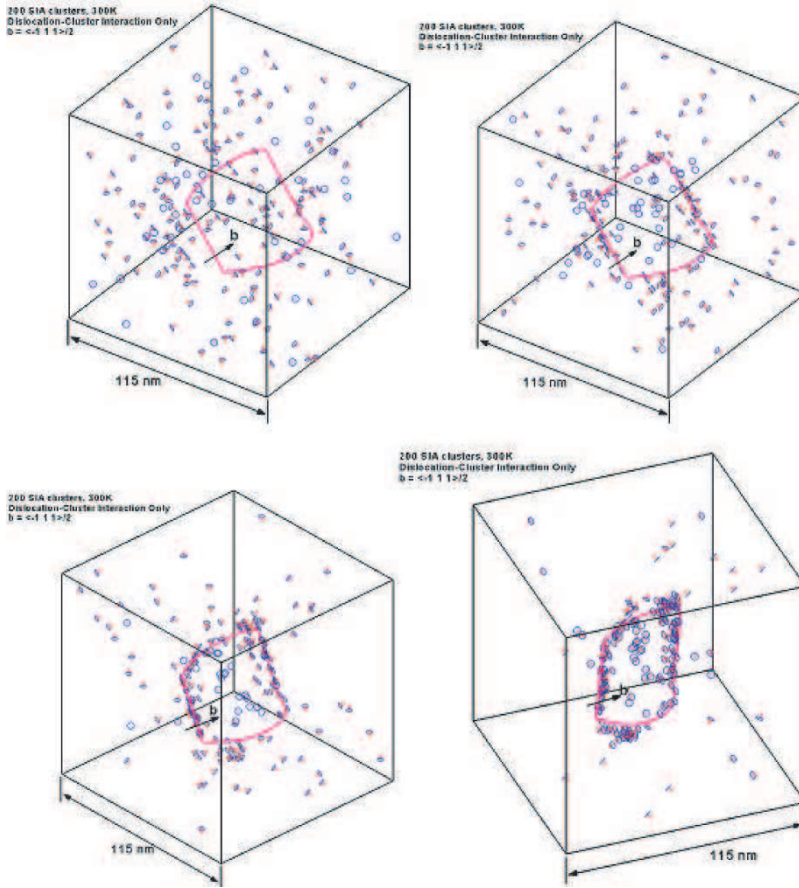 200 SIA clusters, 300K
Dislocation-Cluster Interaction Only
b = <-1 1 1>/2
b
115 nm
200 SIA clusters, 300K
Dislocation-Cluster Interaction Only
b = <-1 1 1>/2
b
115 nm
200 SIA clusters, 300K
Dislocation-Cluster Interaction Only
b = <-1 1 1>/2
b
115 nm
200 SIA clusters, 300K
Dislocation-Cluster Interaction Only
b = <-1 1 1>/2
b
115 nm